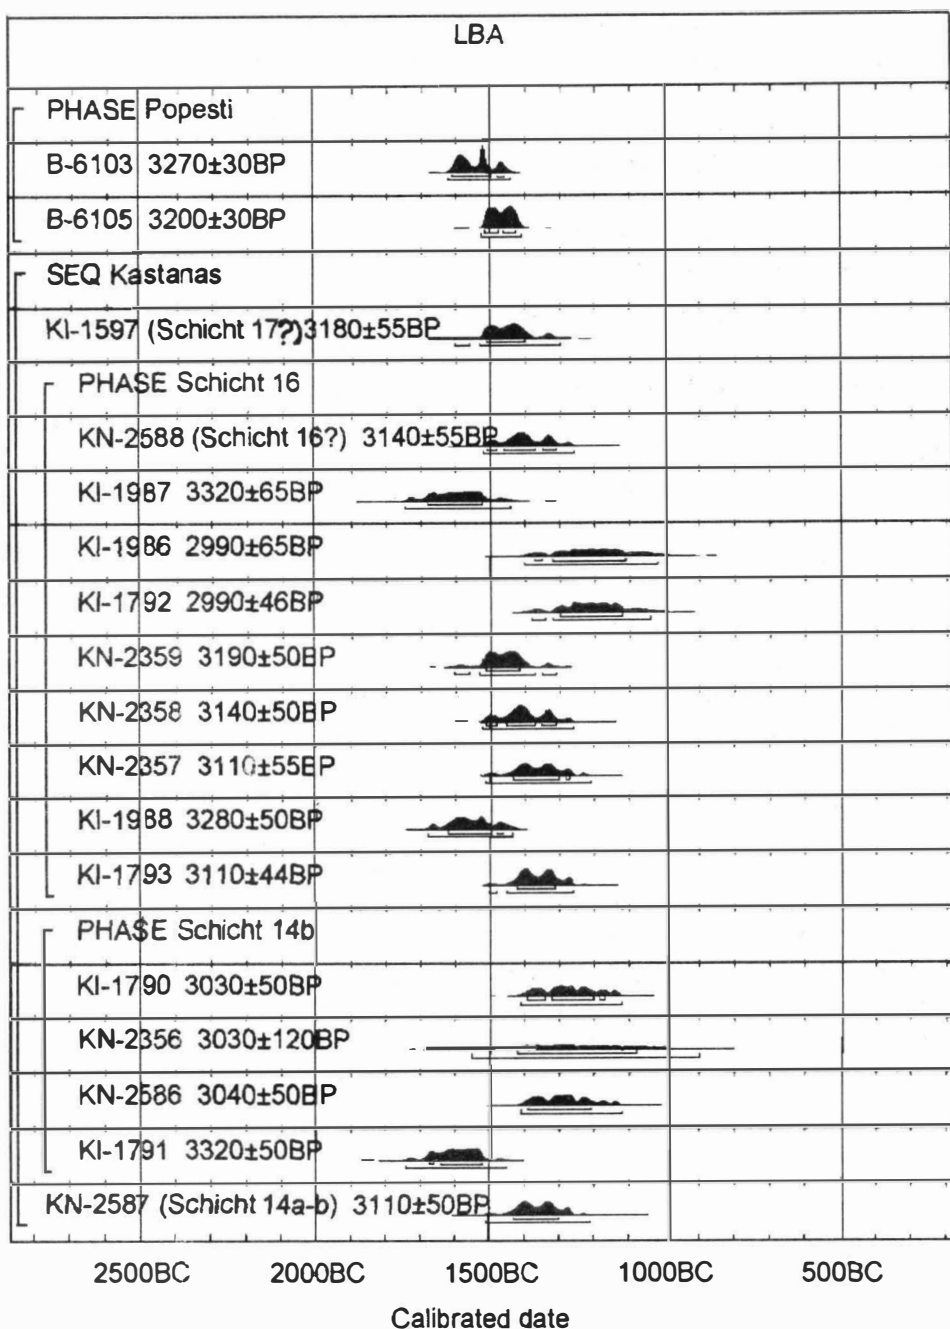 LBA
PHASE Popesti
B-6103 3270±30BP
B-6105 3200±30BP
SEQ Kastanas
KI-1597 (Schicht 17?)3180±55BP
PHASE Schicht 16
KN-2588 (Schicht 16?) 3140±55BP
KI-1987 3320±65BP
KI-1986 2990±65BP
KI-1792 2990±46BP
KN-2359 3190±50BP
KN-2358 3140±50BP
KN-2357 3110±55BP
KI-1988 3280±50BP
KI-1793 3110±44BP
PHASE Schicht 14b
KI-1790 3030±50BP
KN-2356 3030±120BP
KN-2586 3040±50BP
KI-1791 3320±50BP
KN-2587 (Schicht 14a-b) 3110±50BP
2500BC 2000BC 1500BC 1000BC 500BC
Calibrated date